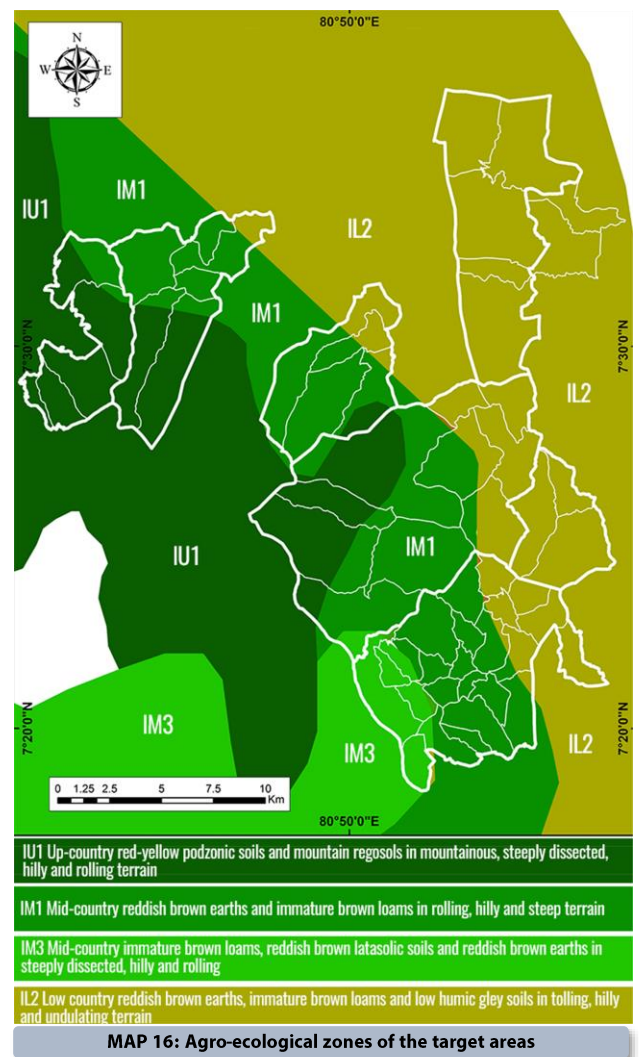 80°50'0"E
N
W E
S
IM1
IU1
IL2
IM1
7°30'0"N
7°30'0"N
IL2
IM1
IU1
7°20'0"N
7°20'0"N
IM3
IM3
IL2
0 1.25 2.5 5 7.5 10
Km
80°50'0"E
IU1 Up-country red-yellow podzonic soils and mountain regosols in mountainous, steeply dissected,
hilly and rolling terrain
IM1 Mid-country reddish brown earths and immature brown loams in rolling, hilly and steep terrain
IM3 Mid-country immature brown loams, reddish brown latasolic soils and reddish brown earths in
steeply dissected, hilly and rolling
IL2 Low country reddish brown earths, immature brown loams and low humic gley soils in tolling, hilly
and undulating terrain
MAP 16: Agro-ecological zones of the target areas